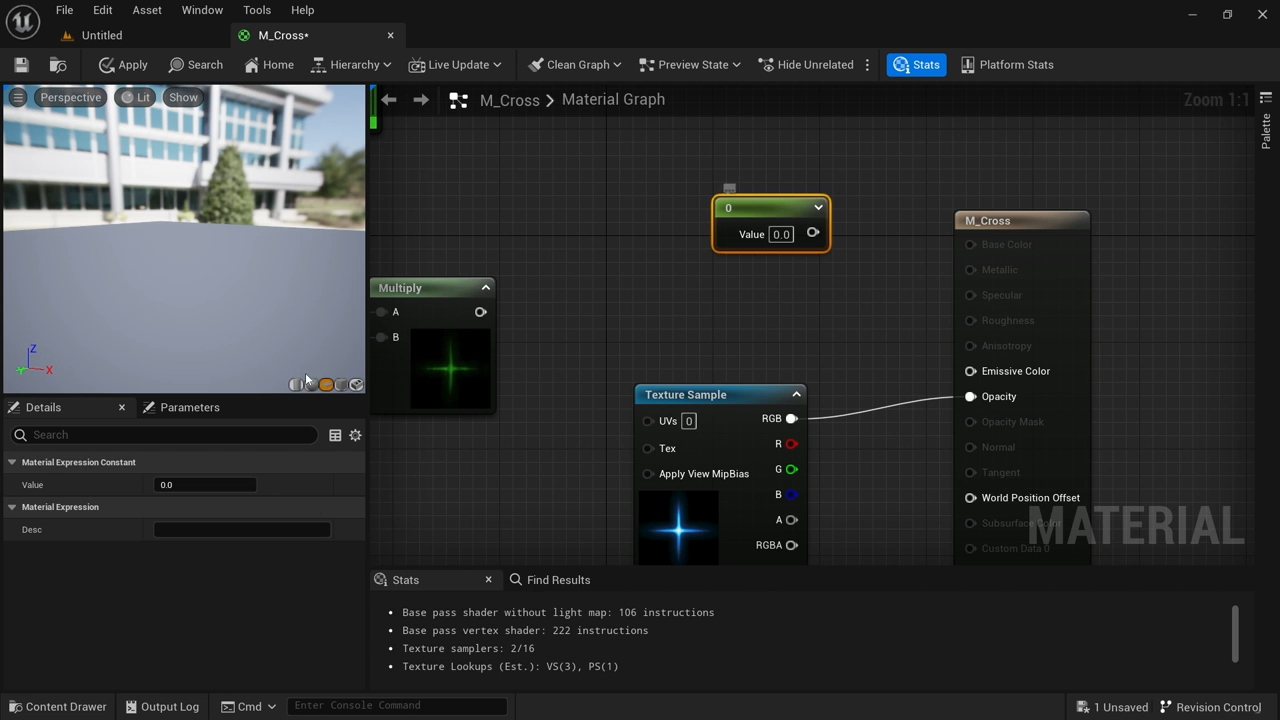 File Edit Asset Window Tools Help
Untitled M_Cross*
Apply Search Home Hierarchy Live Update Clean Graph Preview State Hide Unrelated Stats Platform Stats
Perspective Lit Show
M_Cross > Material Graph Zoom 1:1
Palette
0
Value 0.0
M_Cross
Base Color
Metallic
Specular
Roughness
Anisotropy
Emissive Color
Opacity
Opacity Mask
Normal
Tangent
World Position Offset
Subsurface Color
Custom Data 0
MATERIAL
Multiply
A
B
Texture Sample
UVs 0 RGB
R
Tex
G
Apply View MipBias
B
A
RGBA
Z
Y X
Details Parameters
Search
Material Expression Constant
Value 0.0
Material Expression
Desc
Stats Find Results
• Base pass shader without light map: 106 instructions
• Base pass vertex shader: 222 instructions
• Texture samplers: 2/16
• Texture Lookups (Est.): VS(3), PS(1)
Content Drawer Output Log Cmd Enter Console Command 1 Unsaved Revision Control